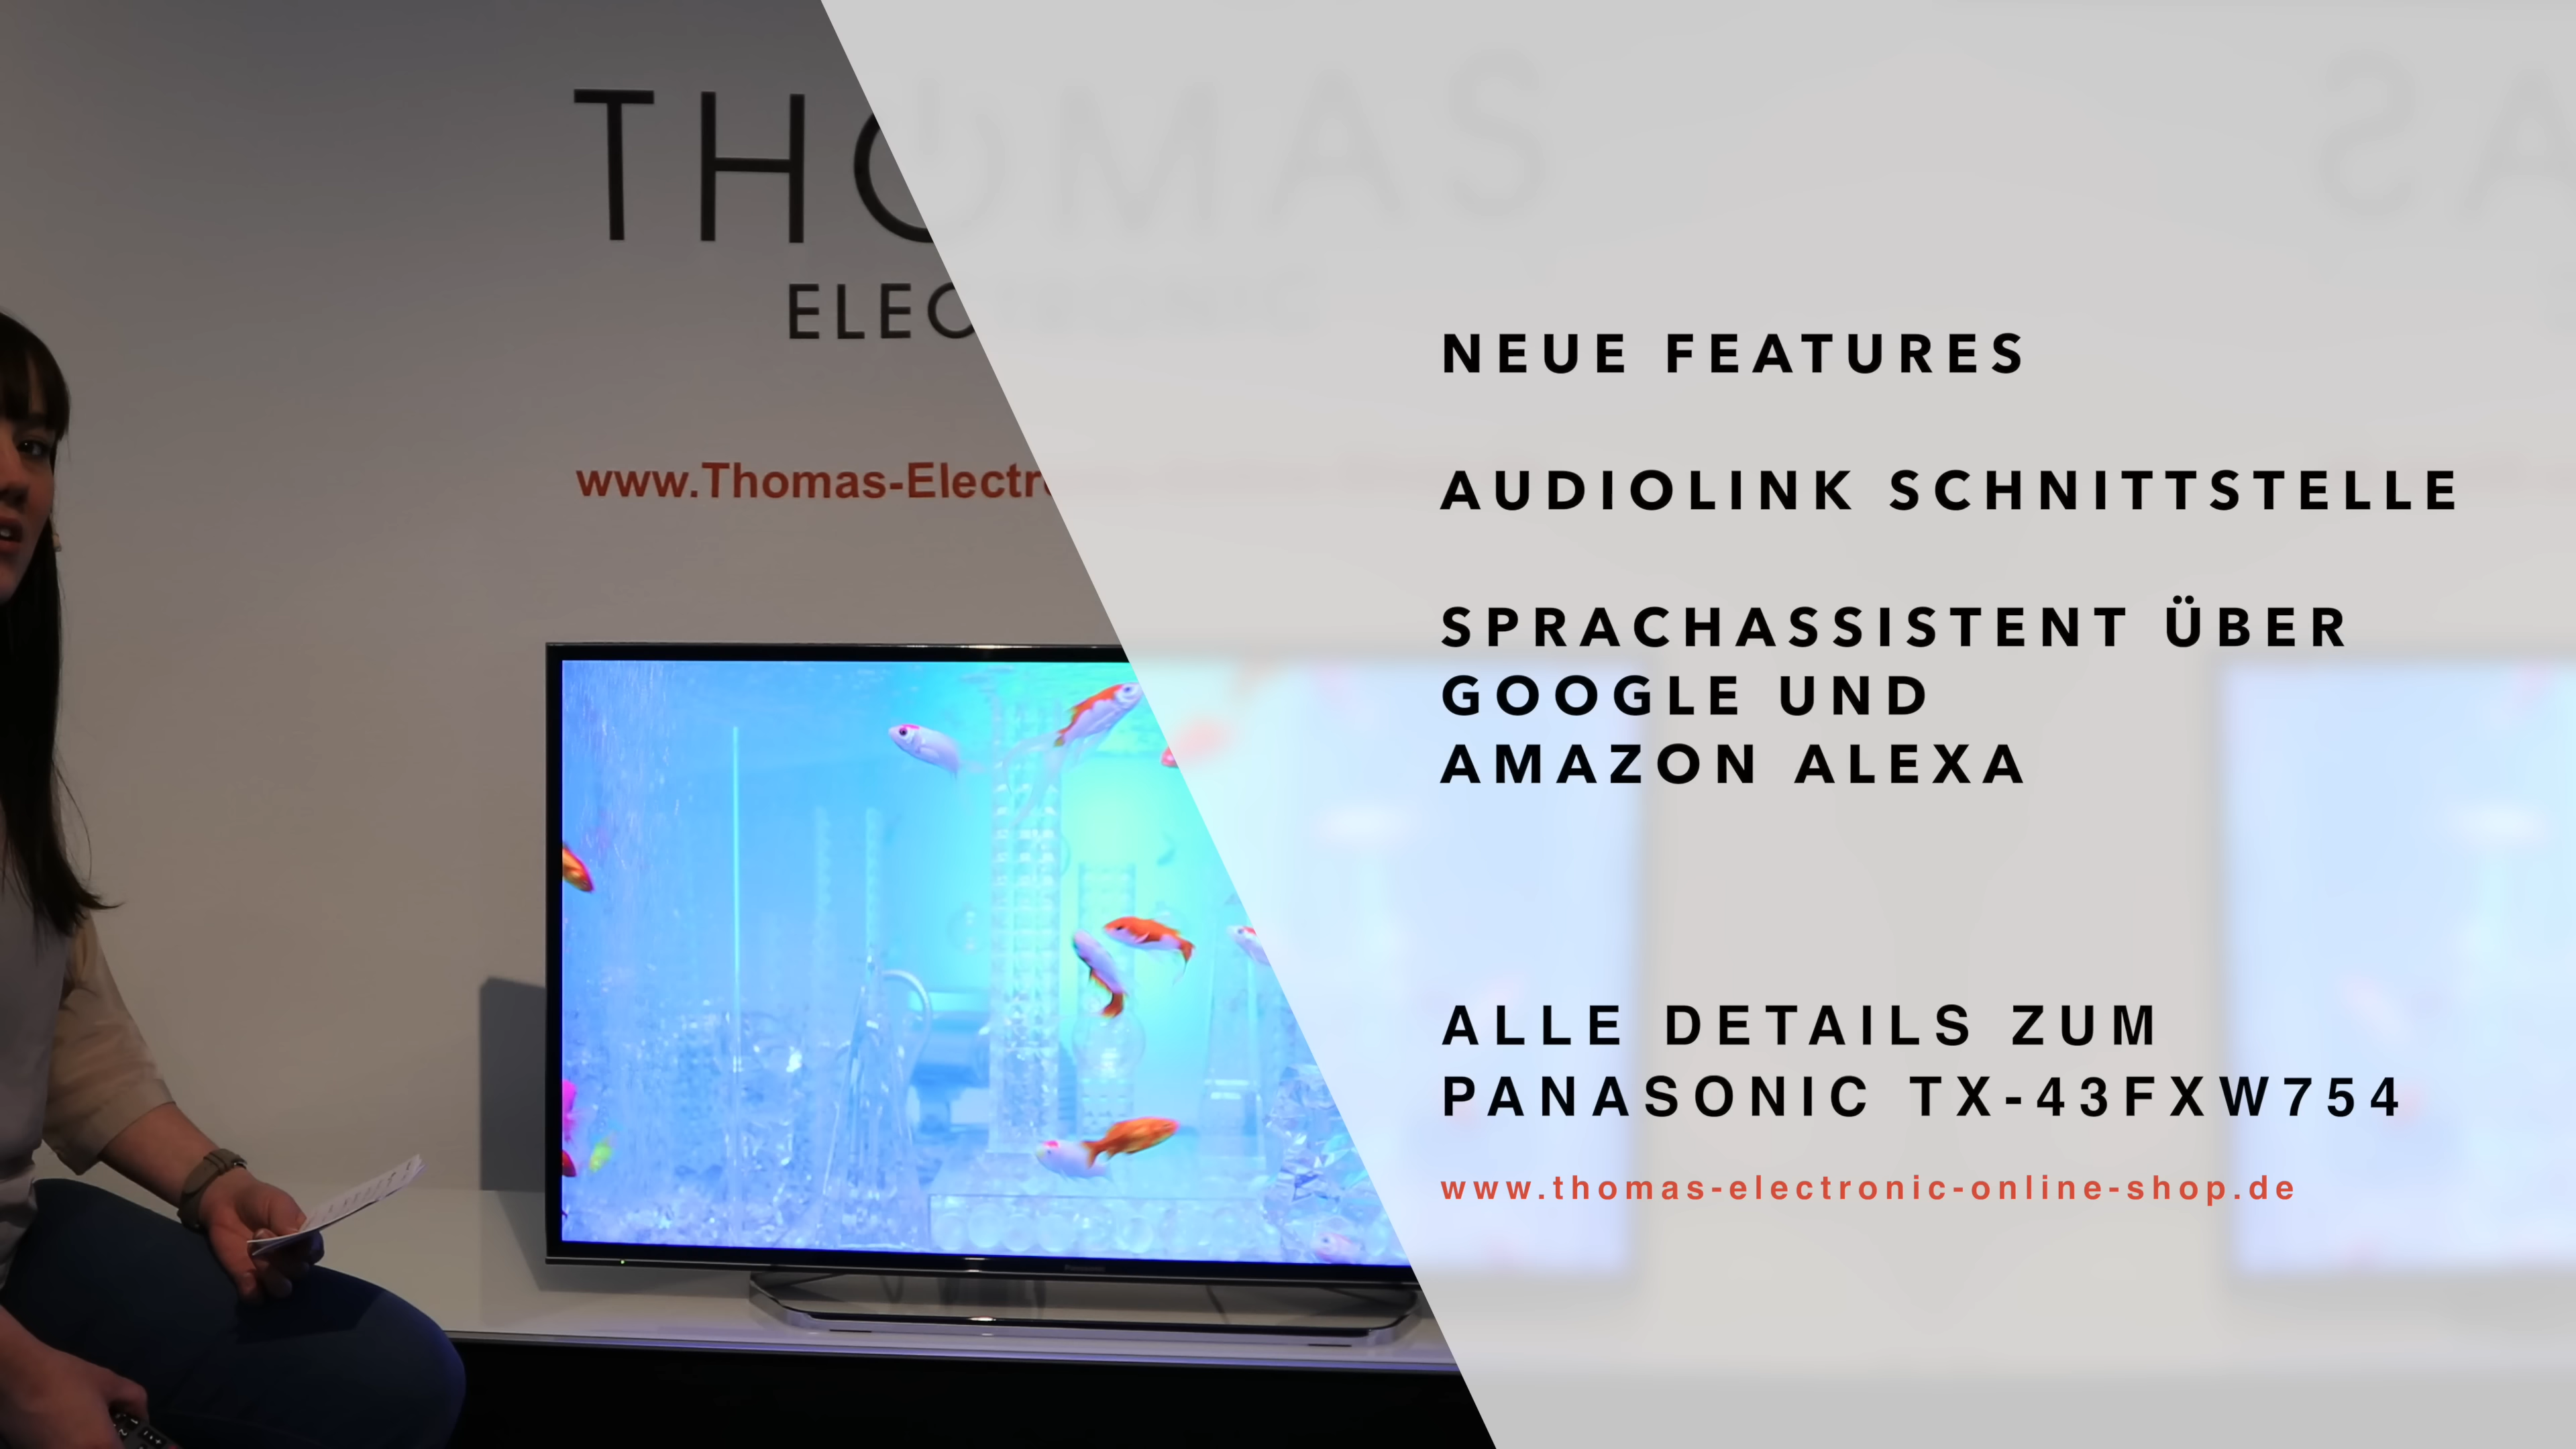 THO
ELEC
www.Thomas-Electr
NEUE FEATURES
AUDIOLINK SCHNITTSTELLE
SPRACHASSISTENT ÜBER
GOOGLE UND
AMAZON ALEXA
ALLE DETAILS ZUM
PANASONIC TX-43FXW754
www.thomas-electronic-online-shop.de